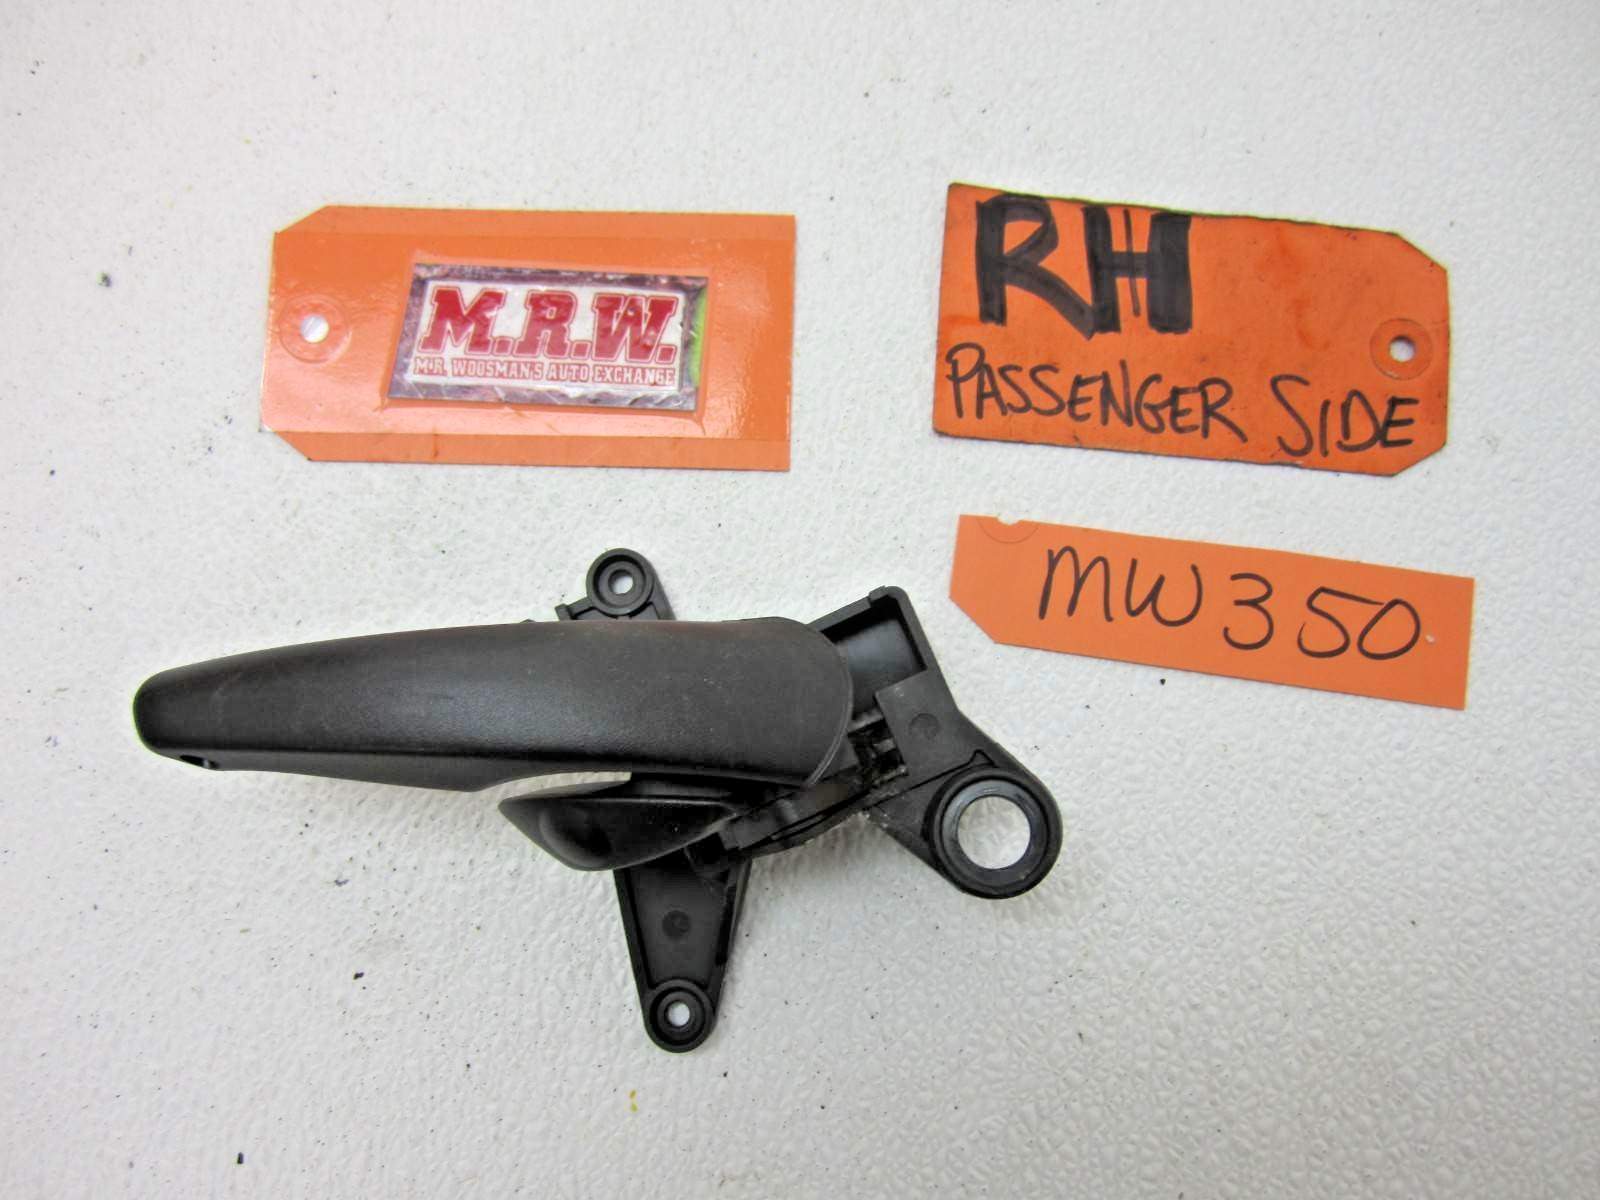 M.R.W.
M.R. WOOSMAN'S AUTO EXCHANGE
RH
PASSENGER SIDE
MW350